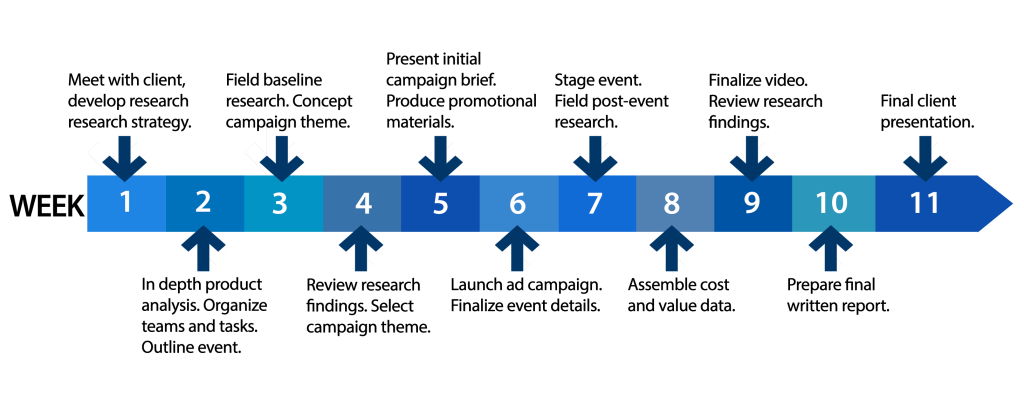 Meet with client,
develop research
research strategy.
Field baseline
research. Concept
campaign theme.
Present initial
campaign brief.
Produce promotional
materials.
Stage event.
Field post-event
research.
Finalize video.
Review research
findings.
Final client
presentation.
WEEK 1 2 3 4 5 6 7 8 9 10 11
In depth product
analysis. Organize
teams and tasks.
Outline event.
Review research
findings. Select
campaign theme.
Launch ad campaign.
Finalize event details.
Assemble cost
and value data.
Prepare final
written report.